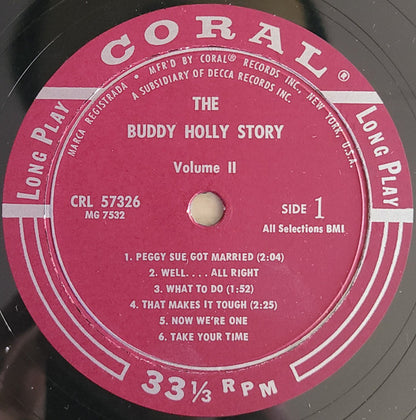 CORAL®
MARCA REGISTRADA • MFR'D BY CORAL® RECORDS INC., NEW YORK, U.S.A.
A SUBSIDIARY OF DECCA RECORDS INC.
LONG PLAY
LONG PLAY
THE
BUDDY HOLLY STORY
Volume II
CRL 57326
MG 7532
SIDE 1
All Selections BMI
1. PEGGY SUE GOT MARRIED (2:04)
2. WELL. . . . ALL RIGHT
3. WHAT TO DO (1:52)
4. THAT MAKES IT TOUGH (2:25)
5. NOW WE'RE ONE
6. TAKE YOUR TIME
33 1/3 RPM